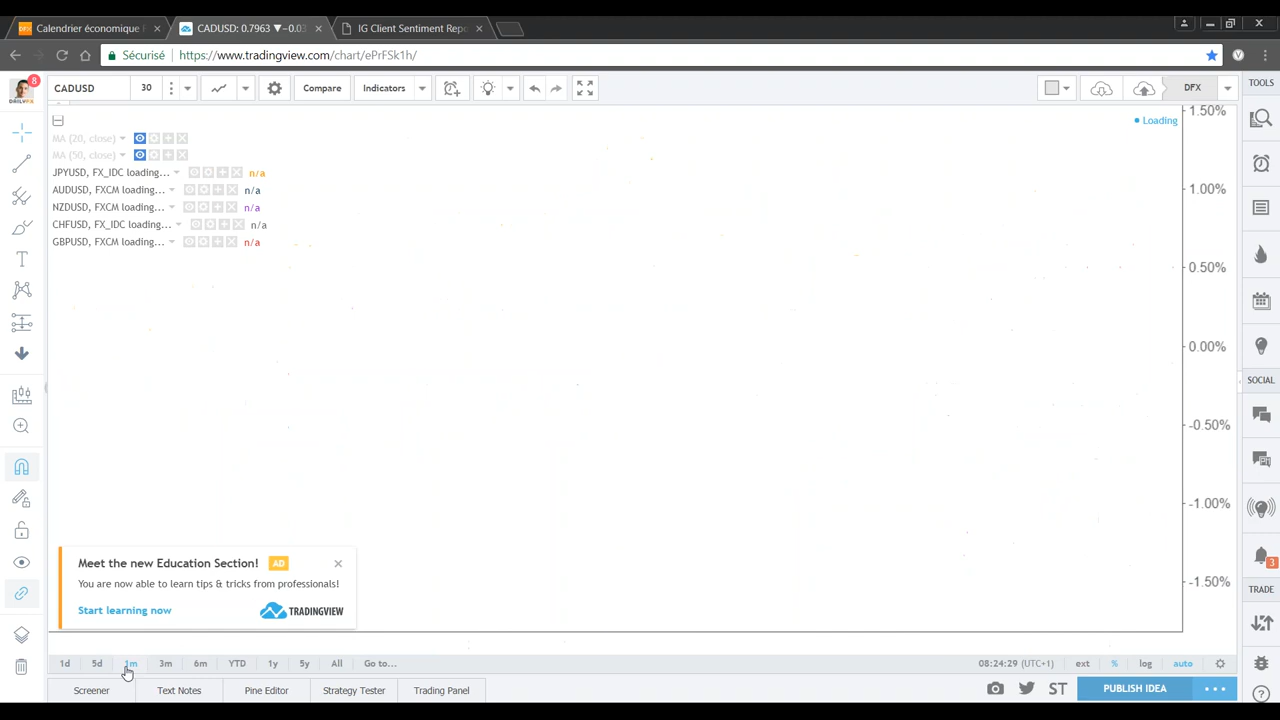 Calendrier économique
CADUSD: 0.7963 ▼−0.03
IG Client Sentiment Repo
Sécurisé
https://www.tradingview.com/chart/ePrFSk1h/
V
8
DAILYFX
CADUSD
30
Compare
Indicators
DFX
TOOLS
MA (20, close)
MA (50, close)
JPYUSD, FX_IDC loading... n/a
AUDUSD, FXCM loading... n/a
NZDUSD, FXCM loading... n/a
CHFUSD, FX_IDC loading... n/a
GBPUSD, FXCM loading... n/a
Loading
1.50%
1.00%
0.50%
0.00%
-0.50%
-1.00%
-1.50%
T
SOCIAL
3
TRADE
Meet the new Education Section! AD
You are now able to learn tips & tricks from professionals!
Start learning now
TRADINGVIEW
1d 5d 1m 3m 6m YTD 1y 5y All Go to...
08:24:29 (UTC+1) ext % log auto
Screener
Text Notes
Pine Editor
Strategy Tester
Trading Panel
ST
PUBLISH IDEA